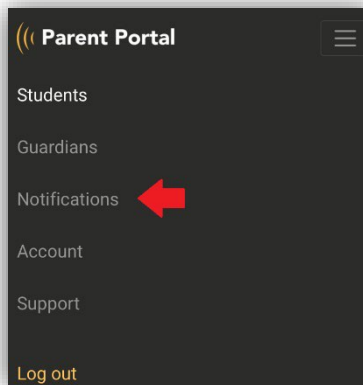 Parent Portal
Students
Guardians
Notifications
Account
Support
Log out